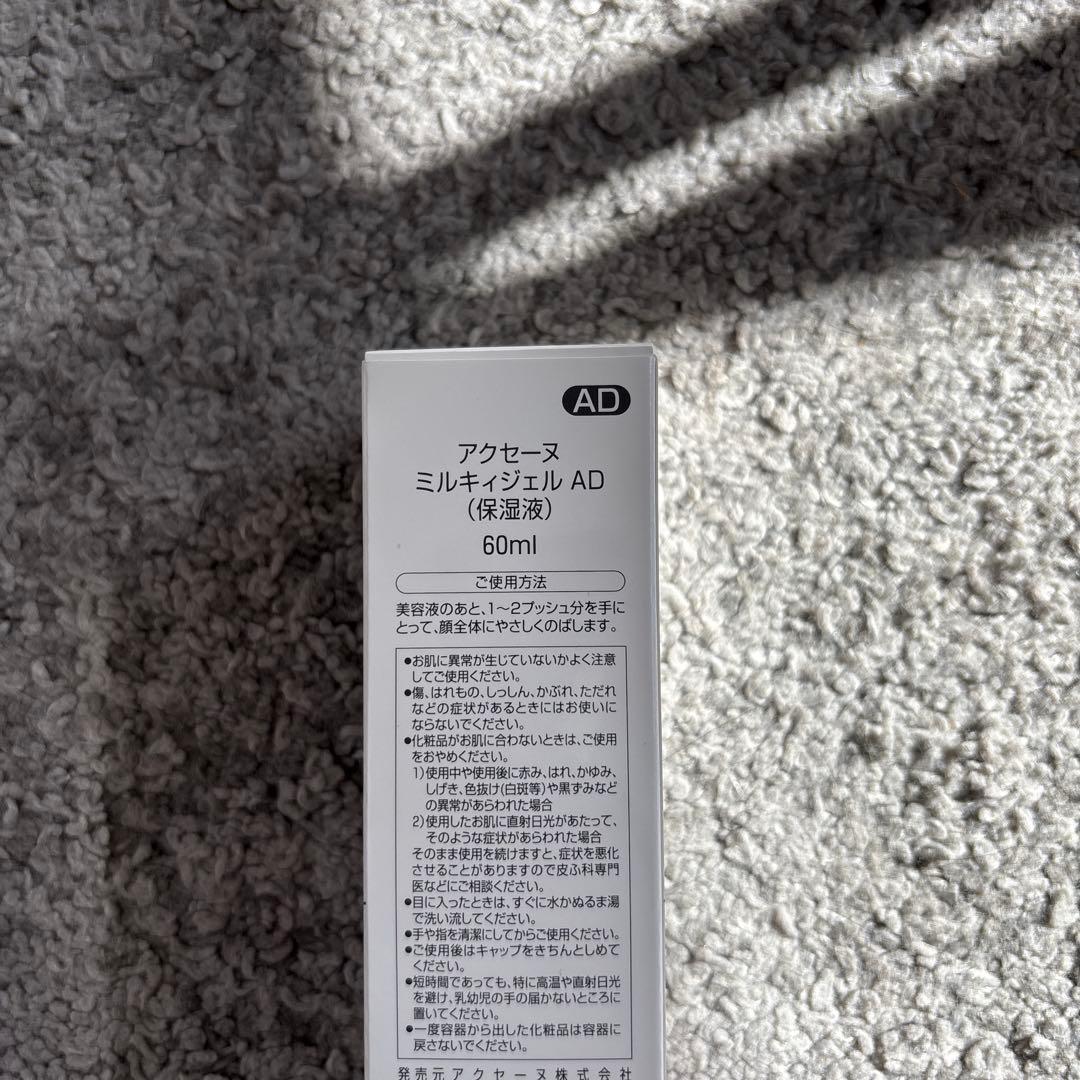 AD
アクセーヌ
ミルキィジェル AD
（保湿液）
60ml
ご使用方法
美容液のあと、1～2プッシュ分を手に
とって、顔全体にやさしくのばします。
●お肌に異常が生じていないかよく注意
してご使用ください。
●傷、はれもの、しっしん、かぶれ、ただれ
などの症状があるときにはお使いに
ならないでください。
●化粧品がお肌に合わないときは、ご使用
をおやめください。
1）使用中や使用後に赤み、はれ、かゆみ、
しげき、色抜け（白斑等）や黒ずみなど
の異常があらわれた場合
2）使用したお肌に直射日光があたって、
そのような症状があらわれた場合
そのまま使用を続けますと、症状を悪化
させることがありますので皮ふ科専門
医などにご相談ください。
●目に入ったときは、すぐに水かぬるま湯
で洗い流してください。
●手や指を清潔にしてからご使用ください。
●ご使用後はキャップをきちんとしめて
ください。
●短時間であっても、特に高温や直射日光
を避け、乳幼児の手の届かないところに
置いてください。
●一度容器から出した化粧品は容器に
戻さないでください。
発売元アクセーヌ株式会社